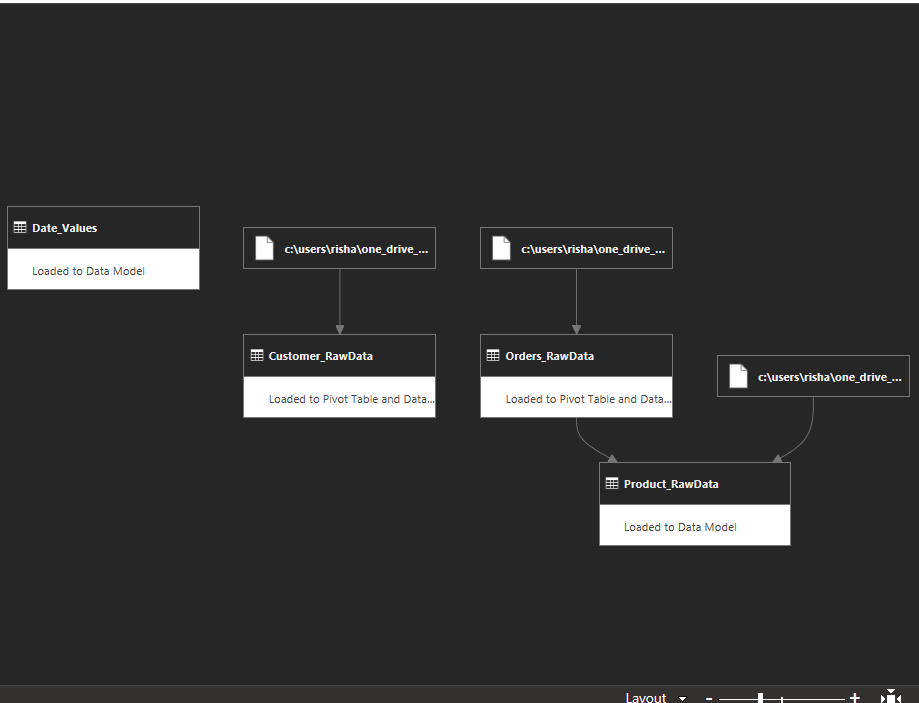 Date_Values
Loaded to Data Model
c:\users\risha\one_drive_...
c:\users\risha\one_drive_...
Customer_RawData
Loaded to Pivot Table and Data...
Orders_RawData
Loaded to Pivot Table and Data...
c:\users\risha\one_drive_...
Product_RawData
Loaded to Data Model
Layout